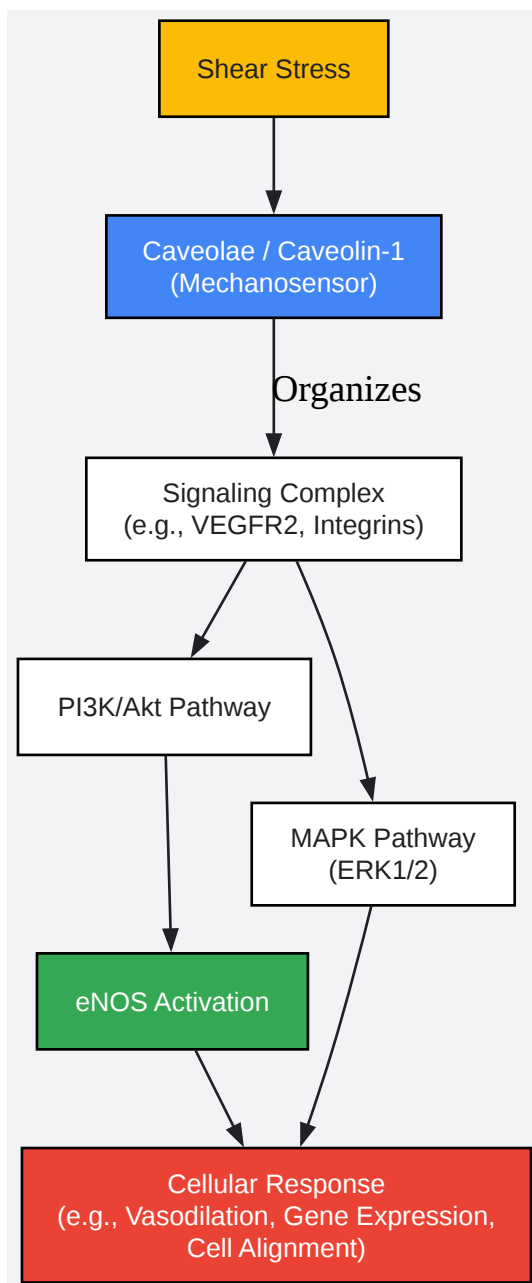 Shear Stress
Caveolae / Caveolin-1
(Mechanosensor)
Organizes
Signaling Complex
(e.g., VEGFR2, Integrins)
PI3K/Akt Pathway
MAPK Pathway
(ERK1/2)
eNOS Activation
Cellular Response
(e.g., Vasodilation, Gene Expression,
Cell Alignment)